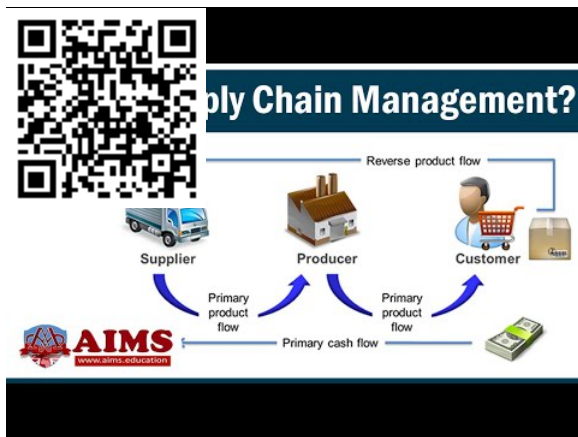 ply Chain Management?
Reverse product flow
Supplier
Producer
Customer
Primary
product
flow
Primary
product
flow
Primary cash flow
AIMS
www.aims.education